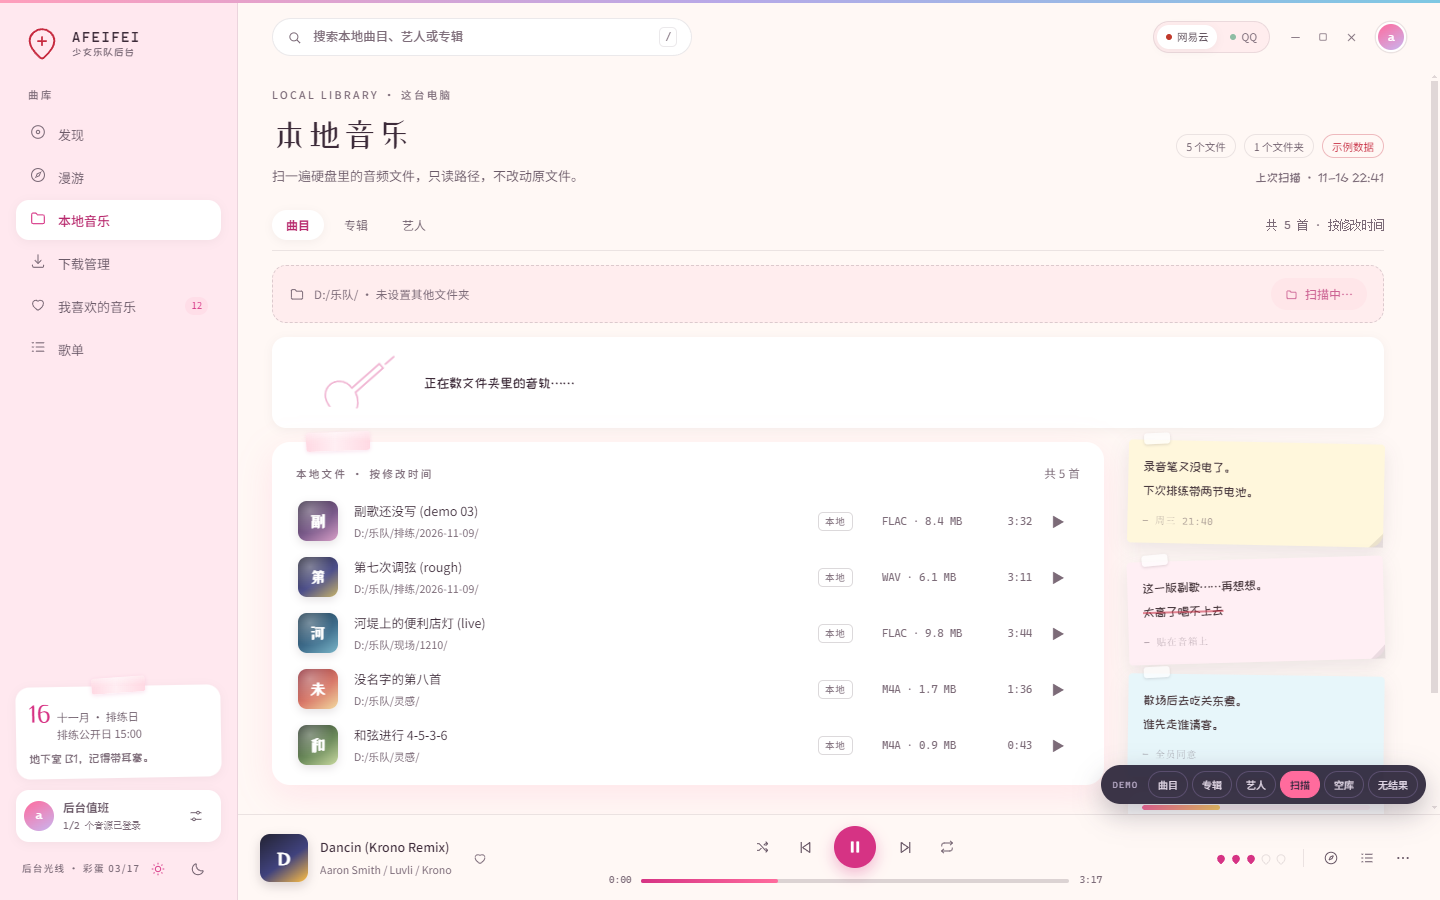 AFEIFEI
少女乐队后台
曲库
发现
漫游
本地音乐
下载管理
我喜欢的音乐 12
歌单
16 十一月 · 排练日
排练公开日 15:00
地下室 B1，记得带耳塞。
a 后台值班
1/2 个音源已登录
后台光线 · 彩蛋 03/17
搜索本地曲目、艺人或专辑 /
网易云 QQ
a
LOCAL LIBRARY · 这台电脑
本地音乐
扫一遍硬盘里的音频文件，只读路径，不改动原文件。
5 个文件 1 个文件夹 示例数据
上次扫描 · 11-16 22:41
曲目 专辑 艺人
共 5 首 · 按修改时间
D:/乐队/ · 未设置其他文件夹
扫描中…
正在数文件夹里的音轨……
本地文件 · 按修改时间
共 5 首
副 副歌还没写 (demo 03)
D:/乐队/排练/2026-11-09/
本地 FLAC · 8.4 MB 3:32
第 第七次调弦 (rough)
D:/乐队/排练/2026-11-09/
本地 WAV · 6.1 MB 3:11
河 河堤上的便利店灯 (live)
D:/乐队/现场/1210/
本地 FLAC · 9.8 MB 3:44
未 没名字的第八首
D:/乐队/灵感/
本地 M4A · 1.7 MB 1:36
和 和弦进行 4-5-3-6
D:/乐队/灵感/
本地 M4A · 0.9 MB 0:43
录音笔又没电了。
下次排练带两节电池。
— 周三 21:40
这一版副歌……再想想。
太高了唱不上去
— 贴在音箱上
散场后去吃关东煮。
谁先走谁请客。
— 全员同意
DEMO 曲目 专辑 艺人 扫描 空库 无结果
D Dancin (Krono Remix)
Aaron Smith / Luvli / Krono
0:00 3:17